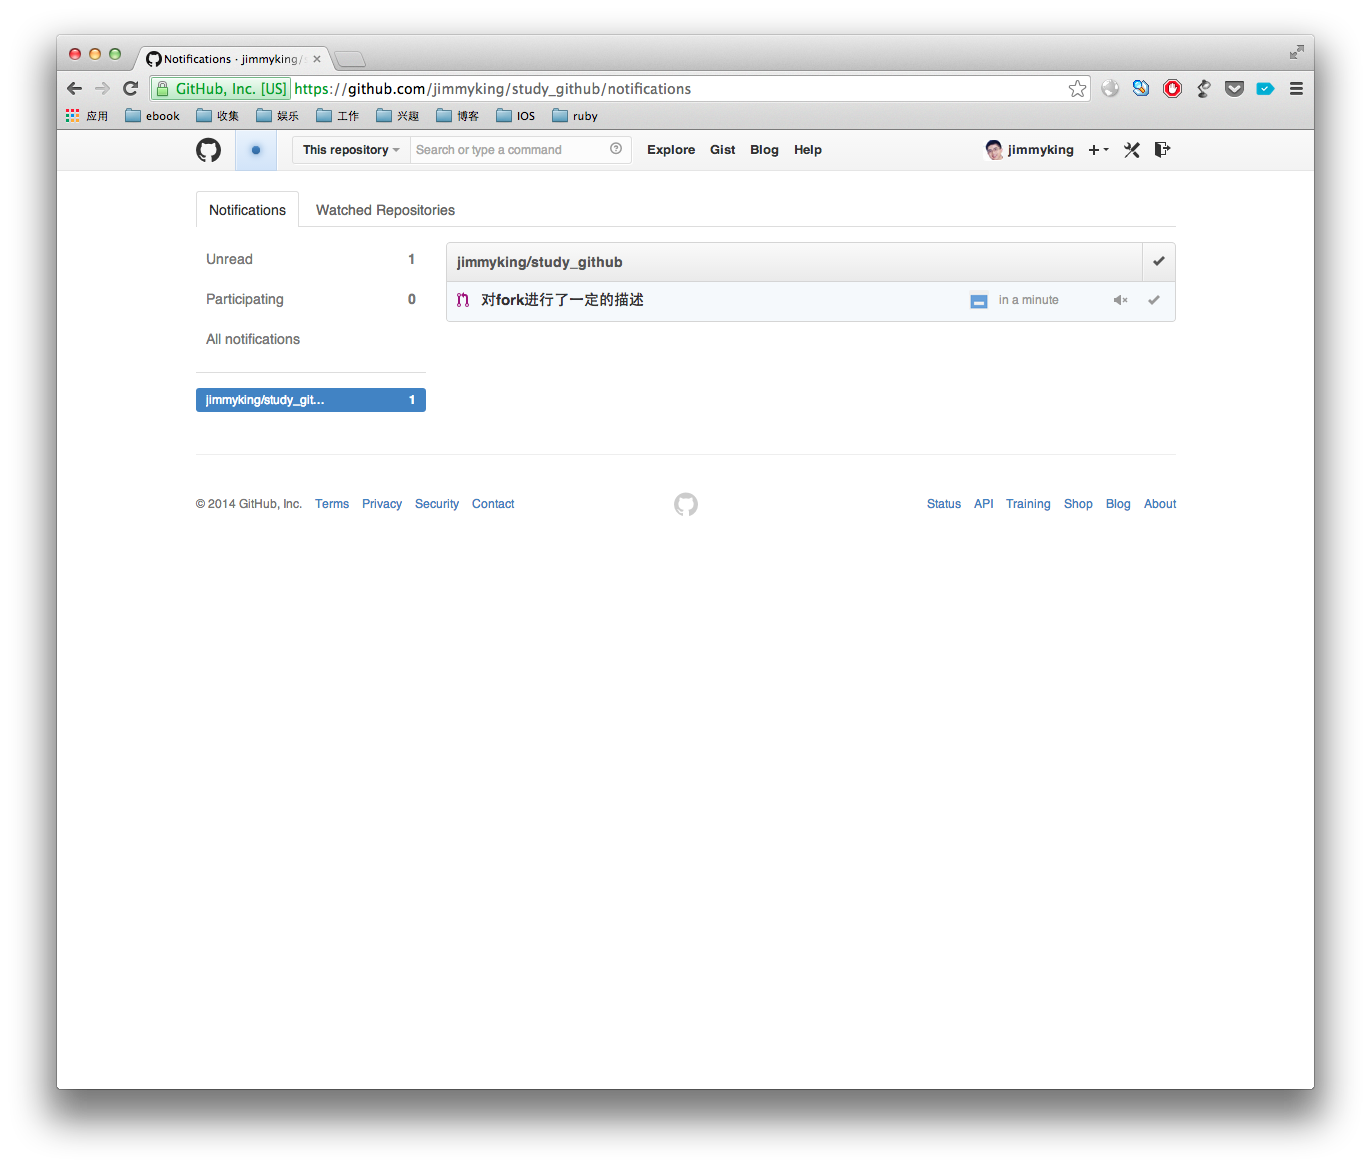 Notifications · jimmyking/
GitHub, Inc. [US] https://github.com/jimmyking/study_github/notifications
应用 ebook 收集 娱乐 工作 兴趣 博客 IOS ruby
This repository Search or type a command Explore Gist Blog Help jimmyking
Notifications Watched Repositories
Unread 1
Participating 0
All notifications
jimmyking/study_git... 1
jimmyking/study_github
对fork进行了一定的描述 in a minute
© 2014 GitHub, Inc. Terms Privacy Security Contact Status API Training Shop Blog About